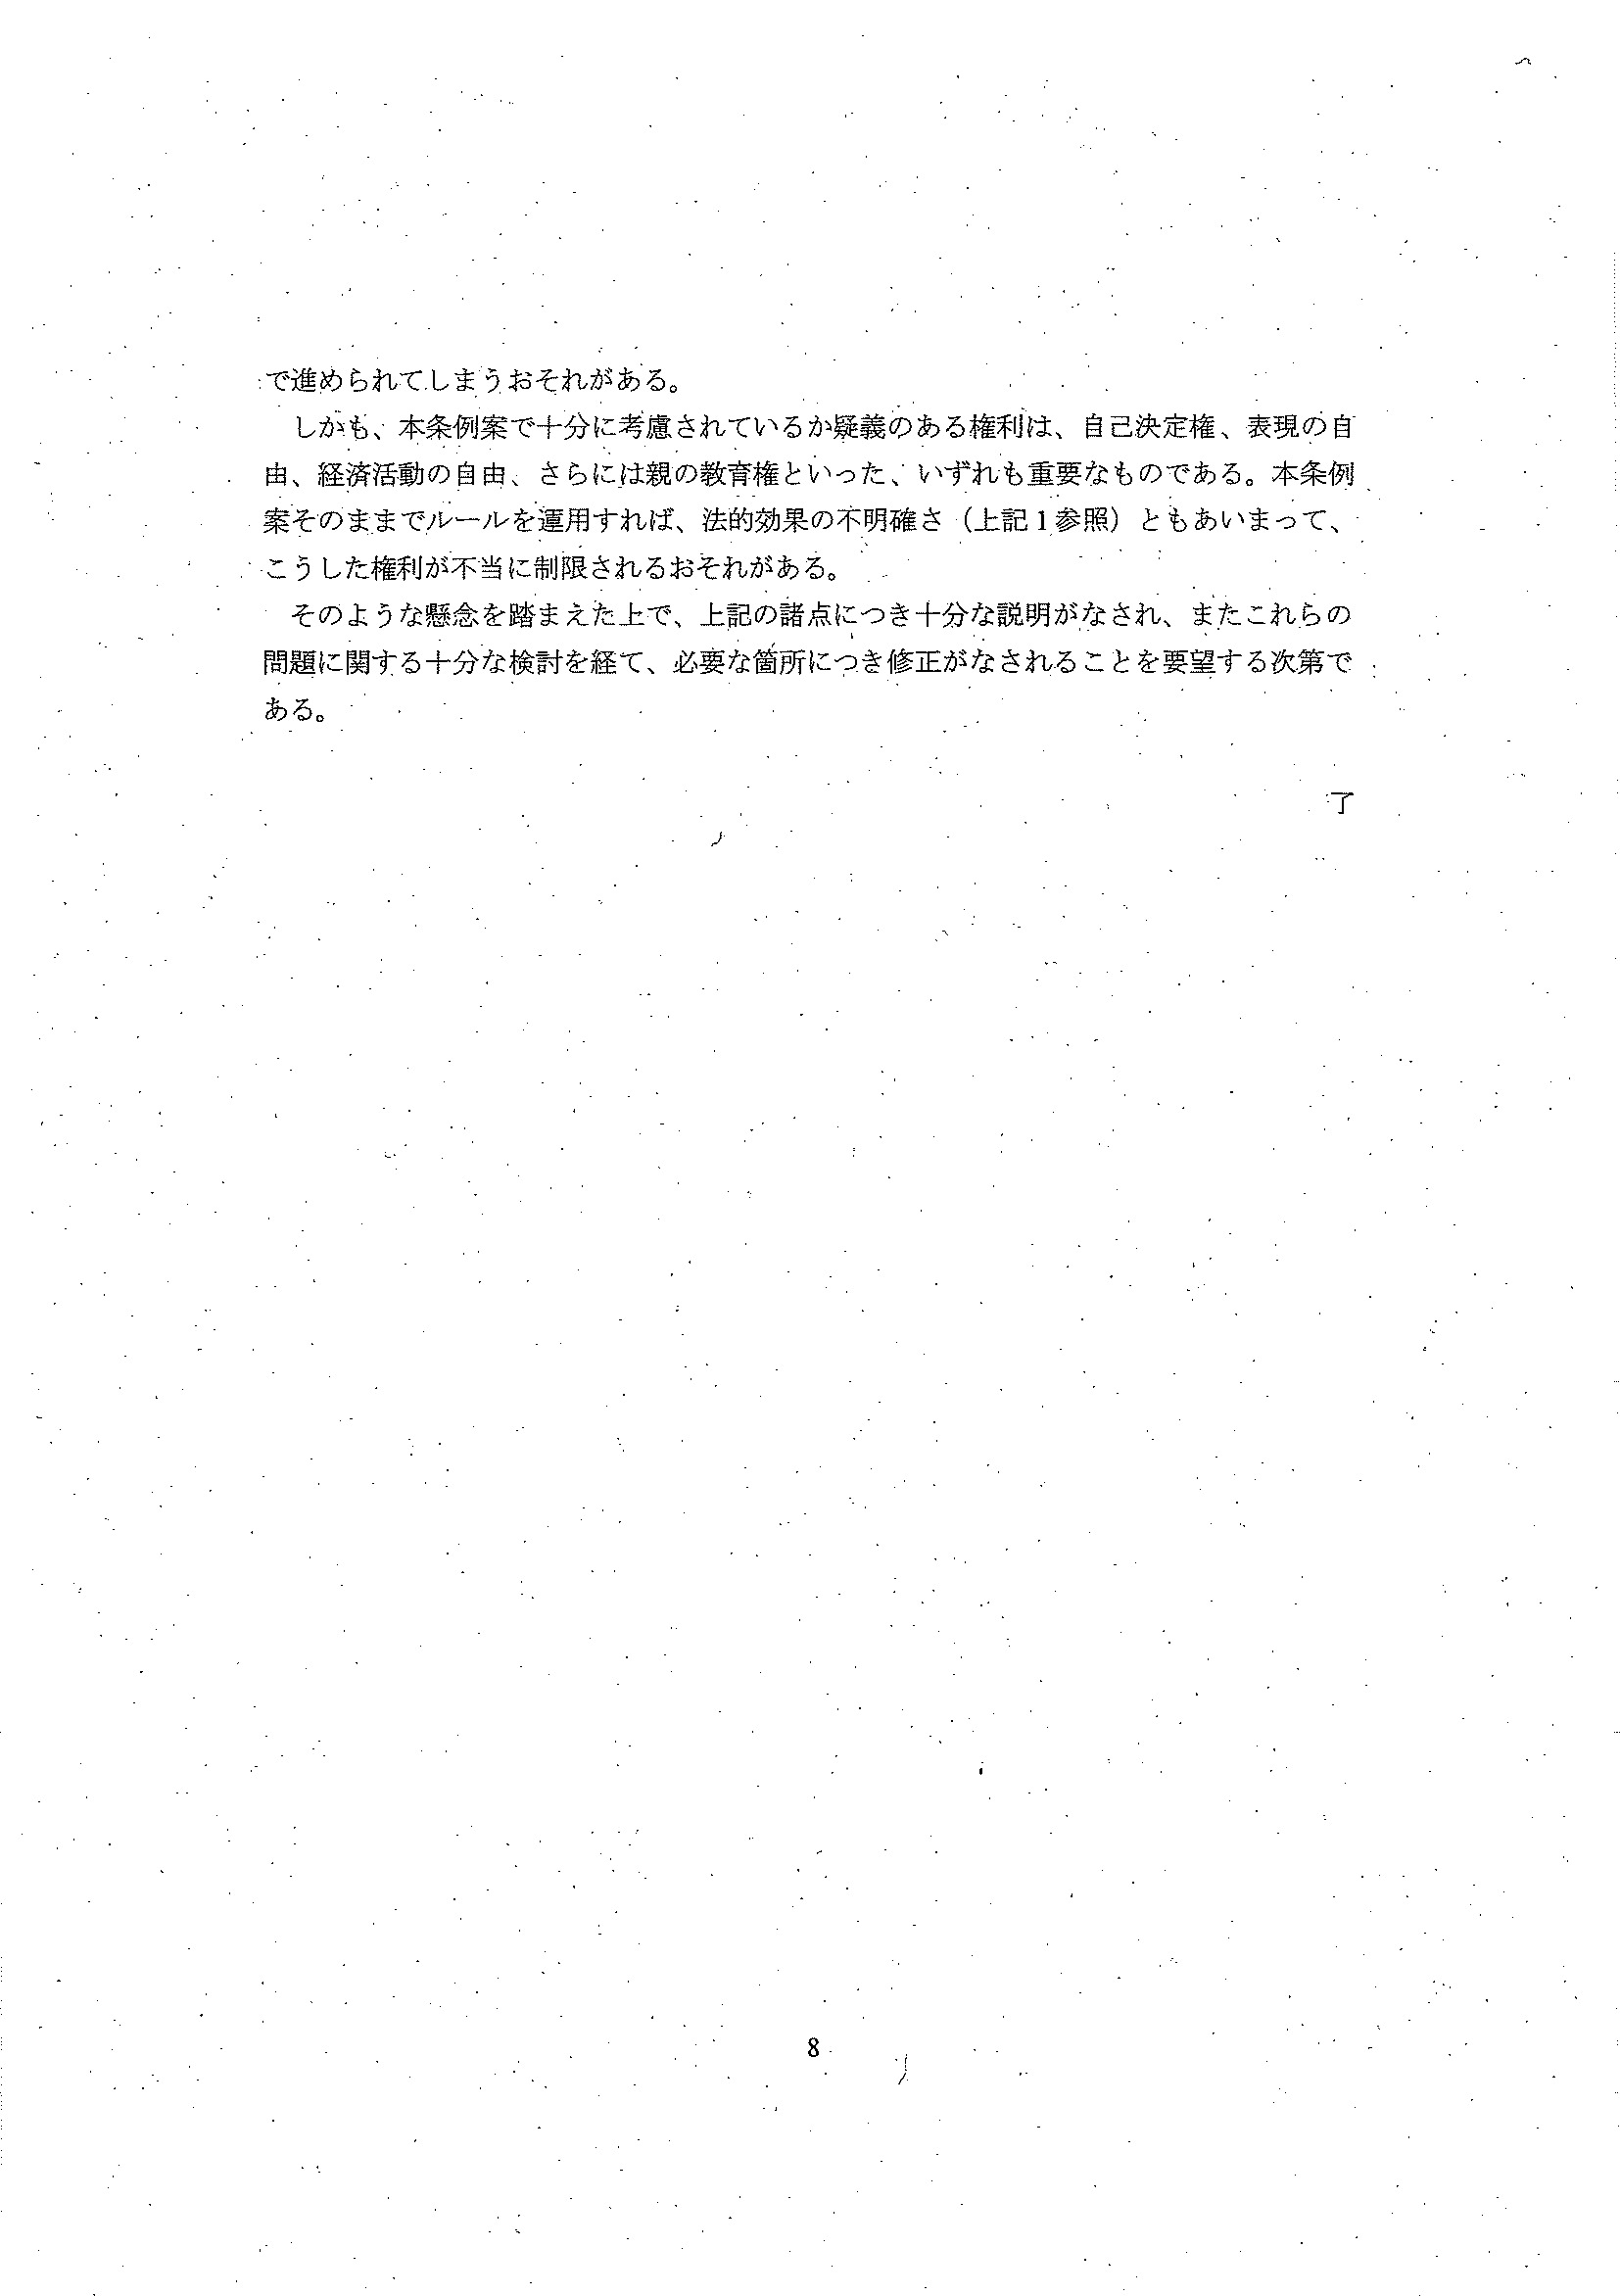 で進められてしまうおそれがある。
しかも、本条例案で十分に考慮されているか疑義のある権利は、自己決定権、表現の自
由、経済活動の自由、さらには親の教育権といった、いずれも重要なものである。本条例
案そのままでルールを運用すれば、法的効果の不明確さ（上記1参照）ともあいまって、
こうした権利が不当に制限されるおそれがある。
そのような懸念を踏まえた上で、上記の諸点につき十分な説明がなされ、またこれらの
問題に関する十分な検討を経て、必要な箇所につき修正がなされることを要望する次第で
ある。
了
8